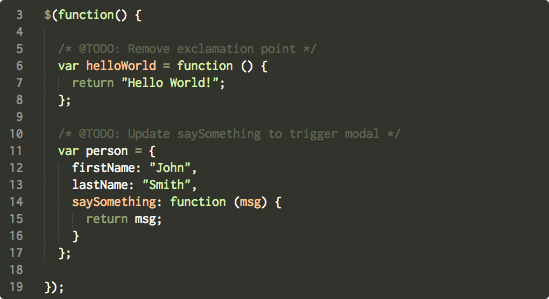 3 $(function() {
4
5   /* @TODO: Remove exclamation point */
6   var helloWorld = function () {
7     return "Hello World!";
8   };
9
10   /* @TODO: Update saySomething to trigger modal */
11   var person = {
12     firstName: "John",
13     lastName: "Smith",
14     saySomething: function (msg) {
15       return msg;
16     }
17   };
18
19 });